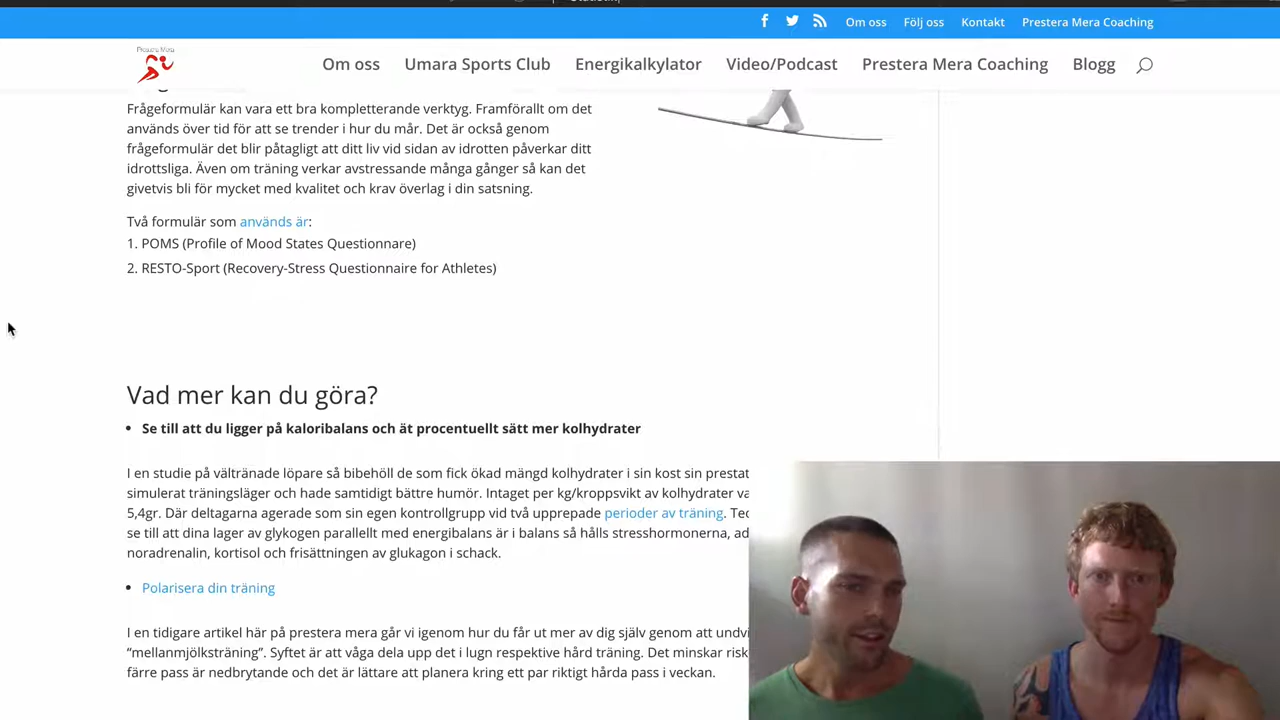 Om oss Följ oss Kontakt Prestera Mera Coaching
Prestera Mera
Om oss Umara Sports Club Energikalkylator Video/Podcast Prestera Mera Coaching Blogg
Frågeformulär kan vara ett bra kompletterande verktyg. Framförallt om det
används över tid för att se trender i hur du mår. Det är också genom
frågeformulär det blir påtagligt att ditt liv vid sidan av idrotten påverkar ditt
idrottsliga. Även om träning verkar avstressande många gånger så kan det
givetvis bli för mycket med kvalitet och krav överlag i din satsning.
Två formulär som används är:
1. POMS (Profile of Mood States Questionnare)
2. RESTO-Sport (Recovery-Stress Questionnaire for Athletes)
Vad mer kan du göra?
• Se till att du ligger på kaloribalans och ät procentuellt sätt mer kolhydrater
I en studie på vältränade löpare så bibehöll de som fick ökad mängd kolhydrater i sin kost sin prestat
simulerat träningsläger och hade samtidigt bättre humör. Intaget per kg/kroppsvikt av kolhydrater va
5,4gr. Där deltagarna agerade som sin egen kontrollgrupp vid två upprepade perioder av träning. Tec
se till att dina lager av glykogen parallellt med energibalans är i balans så hålls stresshormonerna, ad
noradrenalin, kortisol och frisättningen av glukagon i schack.
• Polarisera din träning
I en tidigare artikel här på prestera mera går vi igenom hur du får ut mer av dig själv genom att undvi
"mellanmjölksträning". Syftet är att våga dela upp det i lugn respektive hård träning. Det minskar risk
färre pass är nedbrytande och det är lättare att planera kring ett par riktigt hårda pass i veckan.